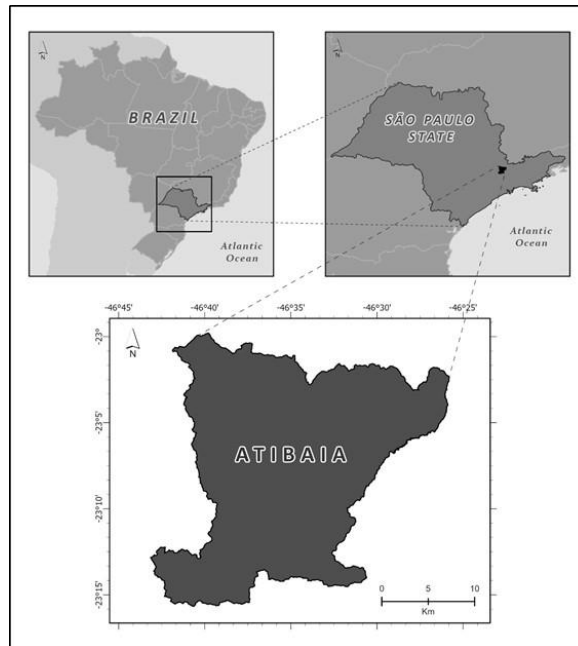 N
BRAZIL
Atlantic
Ocean
N
SÃO PAULO
STATE
Atlantic
Ocean
-46°45'
-46°40'
-46°35'
-46°30'
-46°25'
N
-23°
-23°5'
-23°10'
-23°15'
ATIBAIA
0 5 10
Km